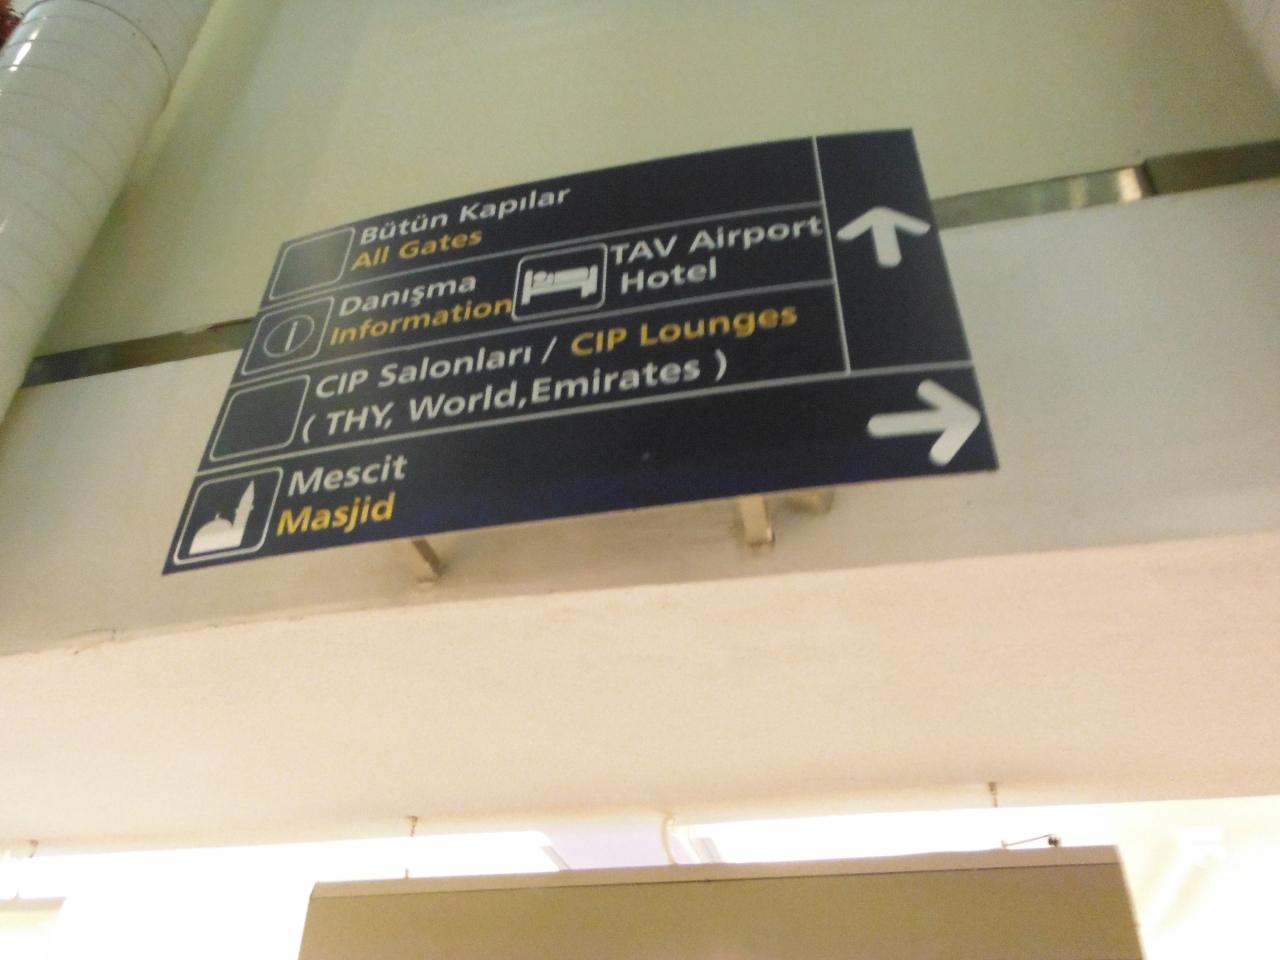 Bütün Kapılar
All Gates
Danışma
Information
TAV Airport
Hotel
CIP Salonları / CIP Lounges
( THY, World,Emirates )
Mescit
Masjid